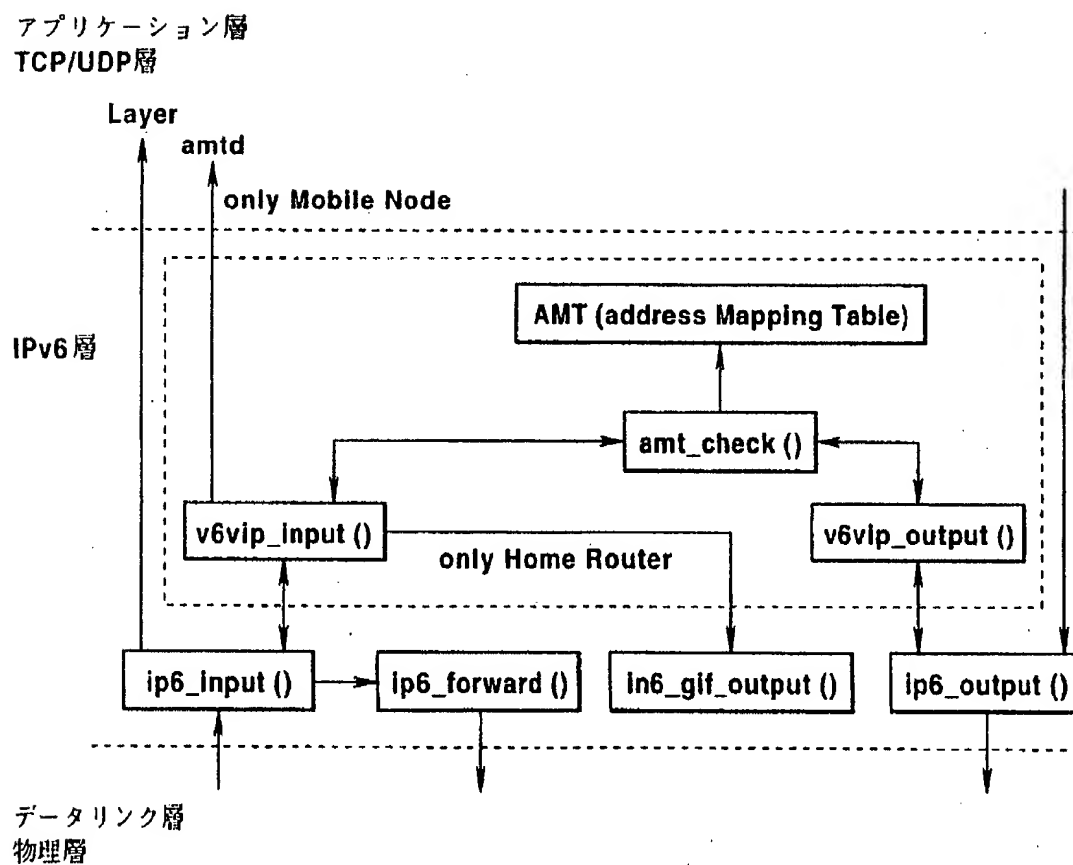 アプリケーション層
TCP/UDP層
Layer
amtd
only Mobile Node
AMT (address Mapping Table)
IPv6層
amt_check ()
v6vip_input ()
v6vip_output ()
only Home Router
ip6_input ()
ip6_forward ()
in6_gif_output ()
ip6_output ()
データリンク層
物理層